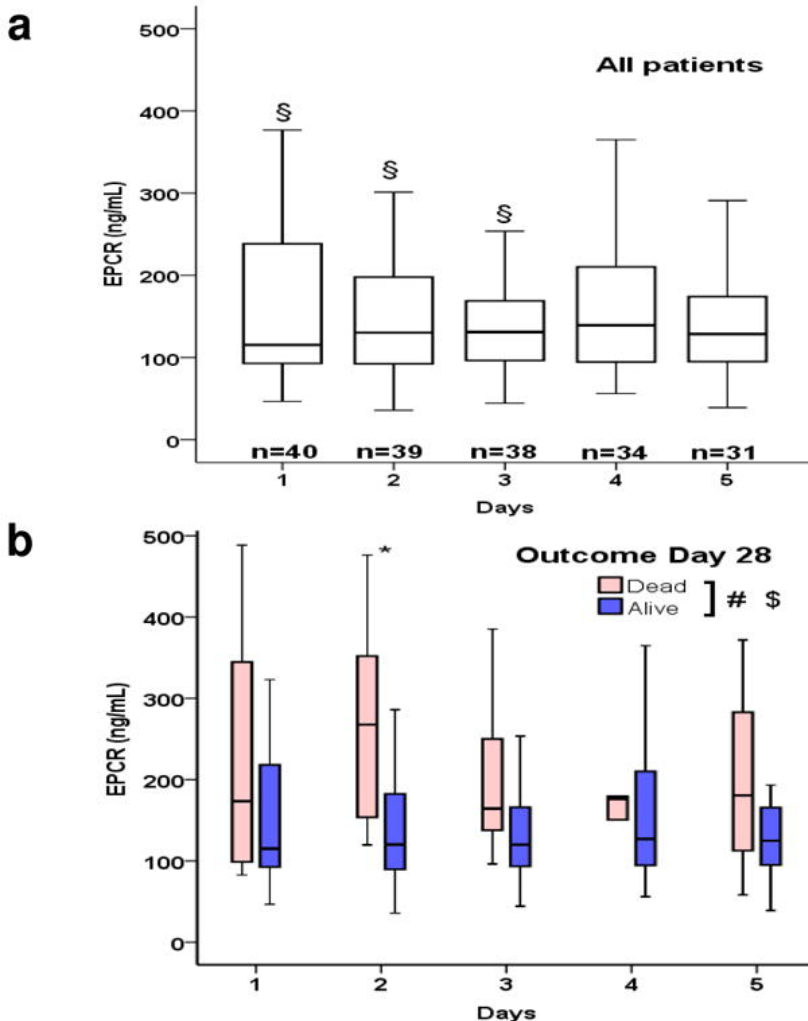 a
500
All patients
§
400
§
§
300
EPCR (ng/mL)
200
100
0
n=40 n=39 n=38 n=34 n=31
1 2 3 4 5
Days
b
500
*
Outcome Day 28
Dead
] # $
Alive
400
300
EPCR (ng/mL)
200
100
0
1 2 3 4 5
Days